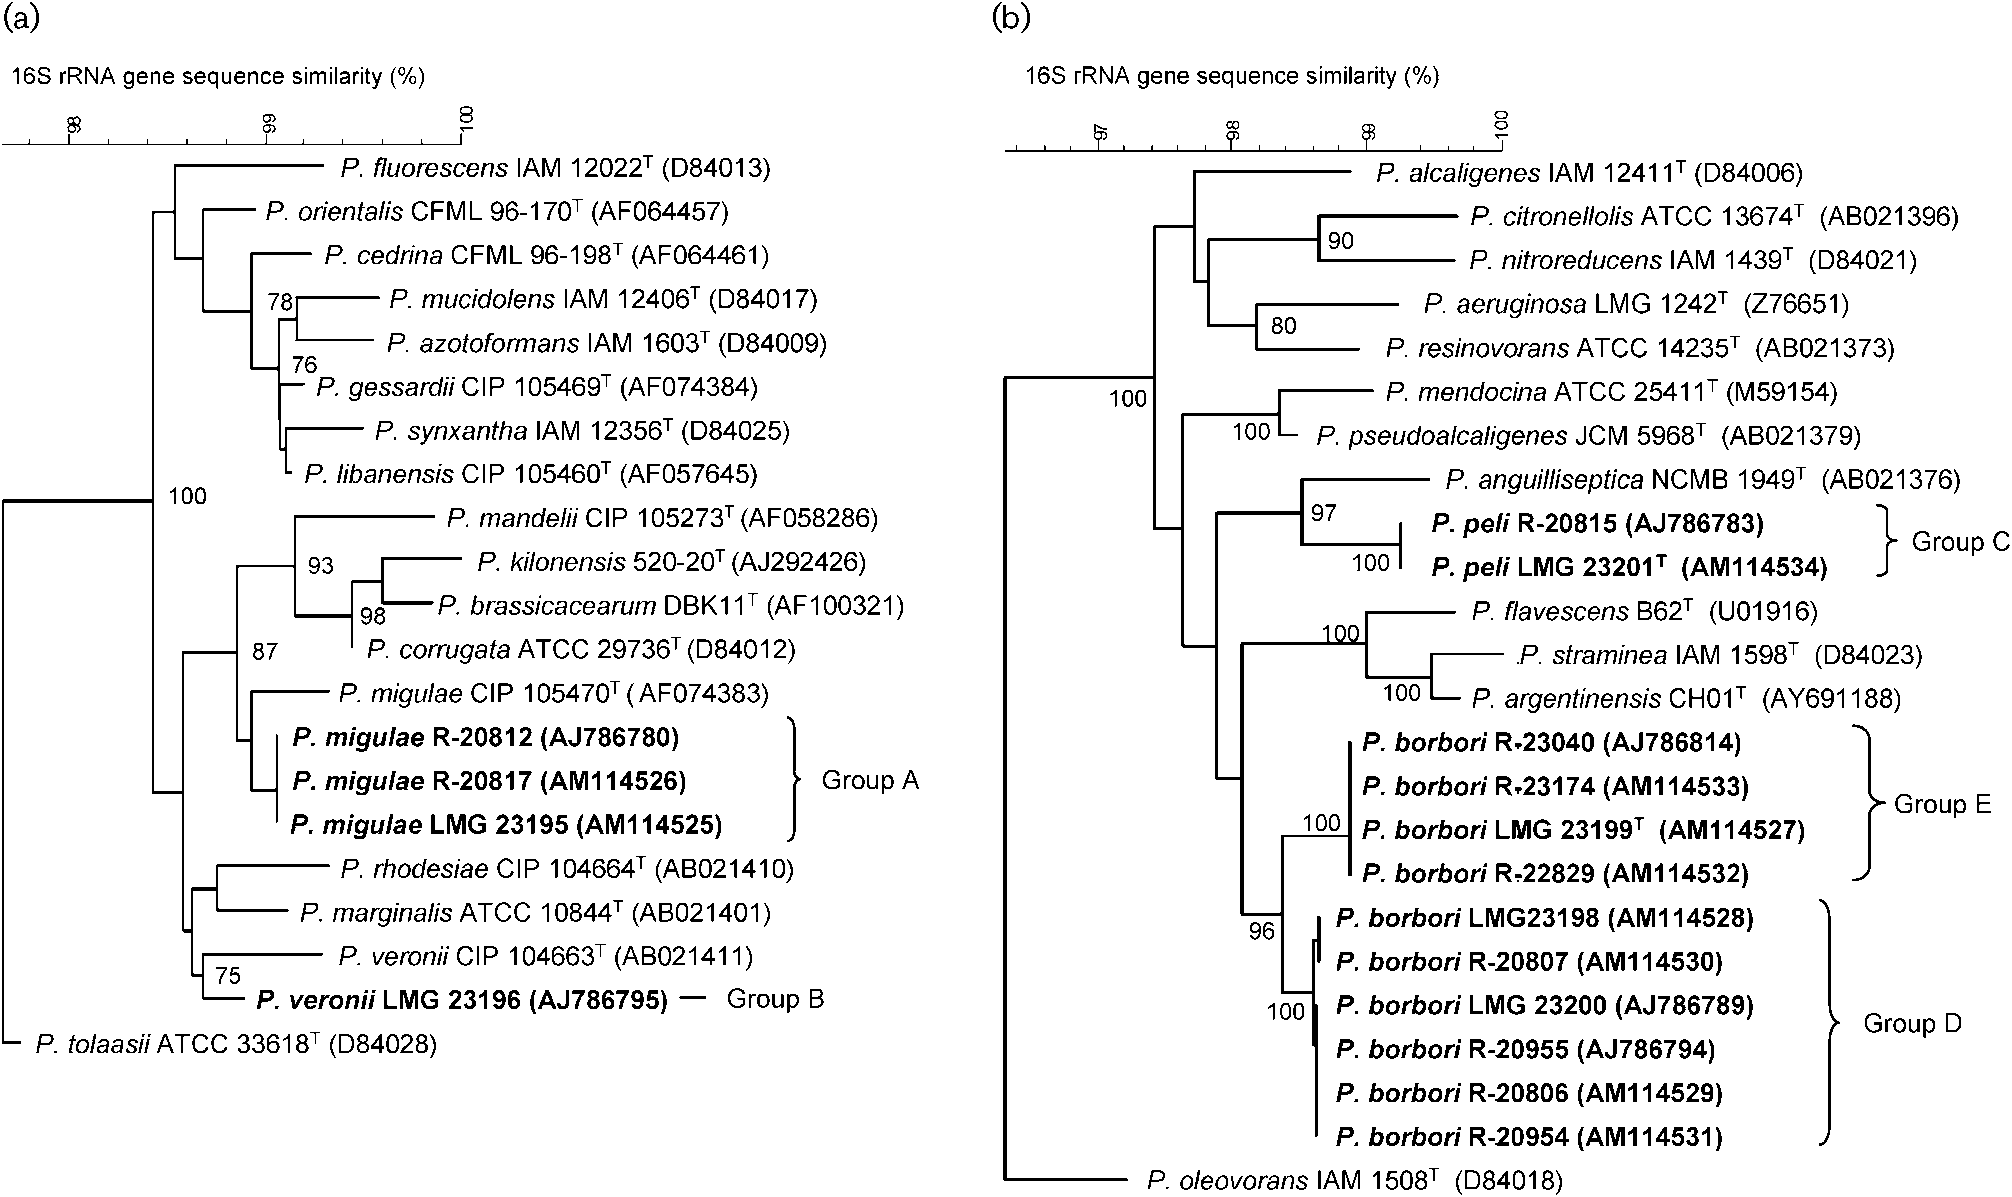 (a)
16S rRNA gene sequence similarity (%)
98
99
100
P. fluorescens IAM 12022ᵀ (D84013)
P. orientalis CFML 96-170ᵀ (AF064457)
P. cedrina CFML 96-198ᵀ (AF064461)
78
P. mucidolens IAM 12406ᵀ (D84017)
P. azotoformans IAM 1603ᵀ (D84009)
76
P. gessardii CIP 105469ᵀ (AF074384)
P. synxantha IAM 12356ᵀ (D84025)
P. libanensis CIP 105460ᵀ (AF057645)
100
P. mandelii CIP 105273ᵀ (AF058286)
93
P. kilonensis 520-20ᵀ (AJ292426)
P. brassicacearum DBK11ᵀ (AF100321)
98
P. corrugata ATCC 29736ᵀ (D84012)
87
P. migulae CIP 105470ᵀ ( AF074383)
P. migulae R-20812 (AJ786780)
P. migulae R-20817 (AM114526)
Group A
P. migulae LMG 23195 (AM114525)
P. rhodesiae CIP 104664ᵀ (AB021410)
P. marginalis ATCC 10844ᵀ (AB021401)
P. veronii CIP 104663ᵀ (AB021411)
75
P. veronii LMG 23196 (AJ786795)
Group B
P. tolaasii ATCC 33618ᵀ (D84028)
(b)
16S rRNA gene sequence similarity (%)
97
98
99
100
P. alcaligenes IAM 12411ᵀ (D84006)
P. citronellolis ATCC 13674ᵀ (AB021396)
90
P. nitroreducens IAM 1439ᵀ (D84021)
P. aeruginosa LMG 1242ᵀ (Z76651)
80
P. resinovorans ATCC 14235ᵀ (AB021373)
100
P. mendocina ATCC 25411ᵀ (M59154)
100
P. pseudoalcaligenes JCM 5968ᵀ (AB021379)
P. anguilliseptica NCMB 1949ᵀ (AB021376)
97
P. peli R-20815 (AJ786783)
Group C
100
P. peli LMG 23201ᵀ (AM114534)
P. flavescens B62ᵀ (U01916)
100
P. straminea IAM 1598ᵀ (D84023)
100
P. argentinensis CH01ᵀ (AY691188)
P. borbori R-23040 (AJ786814)
P. borbori R-23174 (AM114533)
Group E
100
P. borbori LMG 23199ᵀ (AM114527)
P. borbori R-22829 (AM114532)
96
P. borbori LMG23198 (AM114528)
P. borbori R-20807 (AM114530)
100
P. borbori LMG 23200 (AJ786789)
Group D
P. borbori R-20955 (AJ786794)
P. borbori R-20806 (AM114529)
P. borbori R-20954 (AM114531)
P. oleovorans IAM 1508ᵀ (D84018)